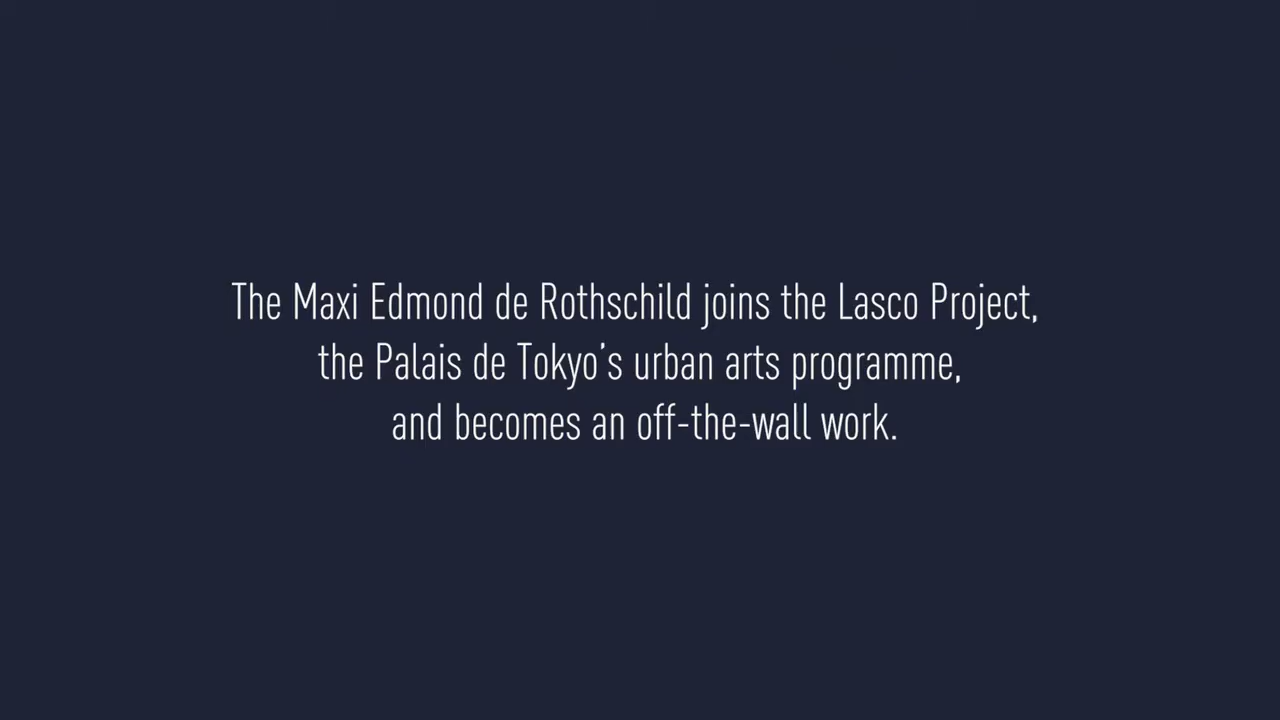 The Maxi Edmond de Rothschild joins the Lasco Project,
the Palais de Tokyo's urban arts programme,
and becomes an off-the-wall work.